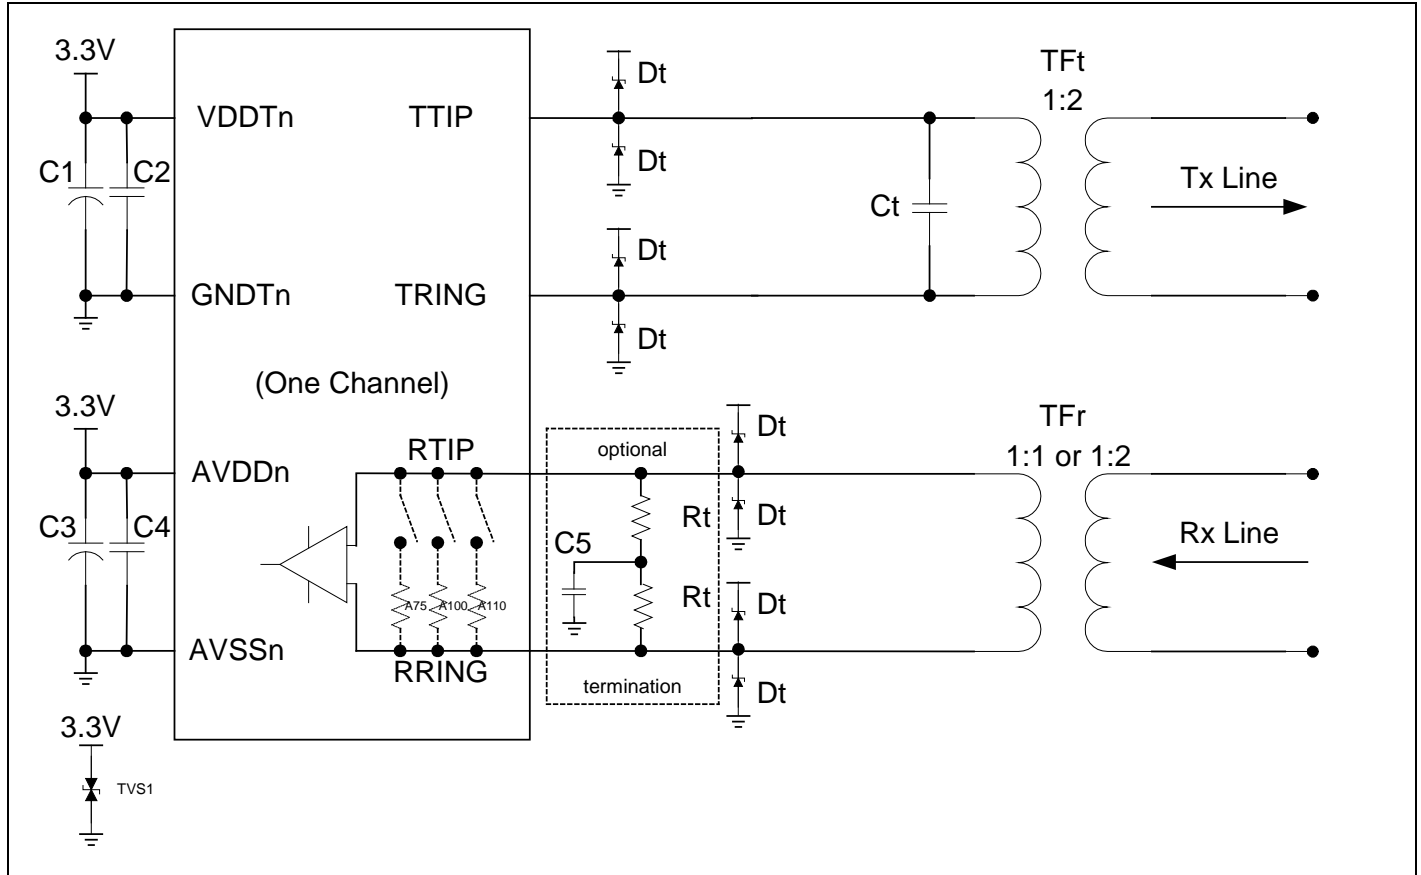 3.3V
VDDTn
TTIP
Dt
TFt
1:2
C1
C2
Dt
Tx Line
Ct
Dt
GNDTn
TRING
Dt
(One Channel)
3.3V
AVDDn
RTIP
optional
Dt
TFr
1:1 or 1:2
C3
C4
C5
Rt
Dt
Rx Line
A75
A100
A110
Rt
Dt
AVSSn
RRING
termination
Dt
3.3V
TVS1